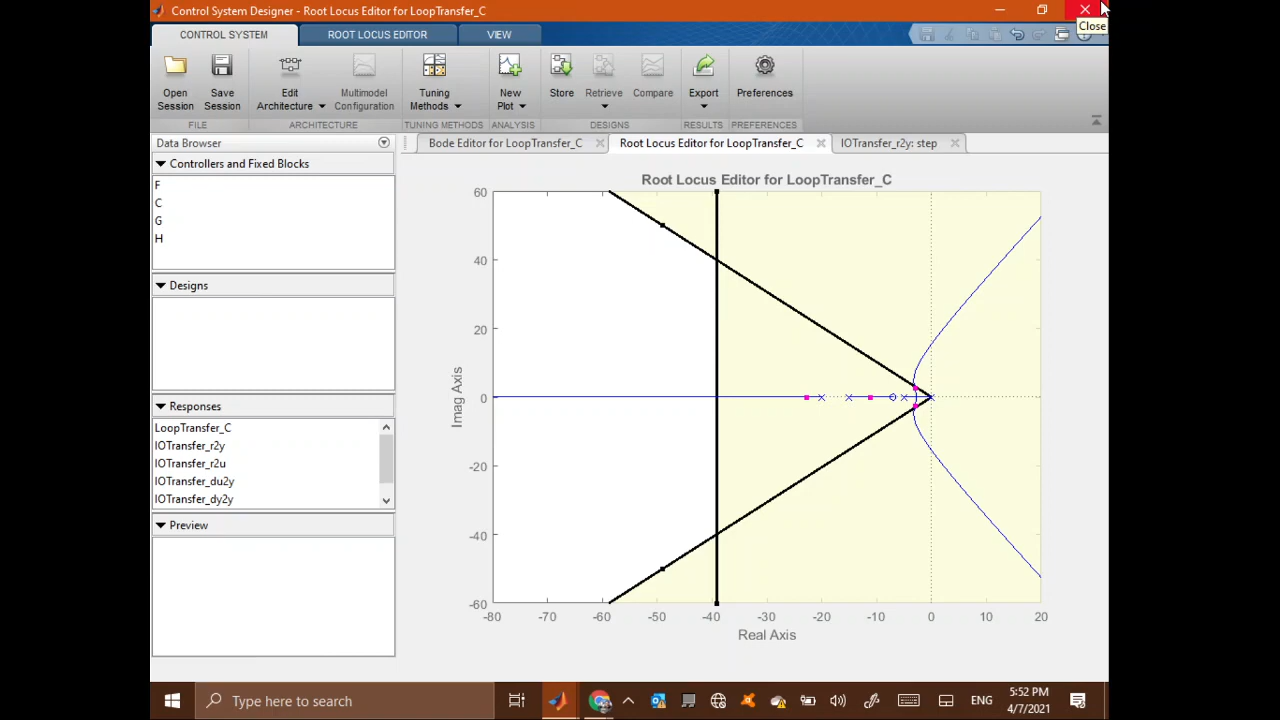 Control System Designer - Root Locus Editor for LoopTransfer_C
Close
CONTROL SYSTEM
ROOT LOCUS EDITOR
VIEW
Open
Session
Save
Session
Edit
Architecture
Multimodel
Configuration
Tuning
Methods
New
Plot
Store
Retrieve
Compare
Export
Preferences
FILE
ARCHITECTURE
TUNING METHODS
ANALYSIS
DESIGNS
RESULTS
PREFERENCES
Data Browser
Controllers and Fixed Blocks
F
C
G
H
Designs
Responses
LoopTransfer_C
IOTransfer_r2y
IOTransfer_r2u
IOTransfer_du2y
IOTransfer_dy2y
Preview
Bode Editor for LoopTransfer_C
Root Locus Editor for LoopTransfer_C
IOTransfer_r2y: step
Root Locus Editor for LoopTransfer_C
60
40
20
0
-20
-40
-60
Imag Axis
-80
-70
-60
-50
-40
-30
-20
-10
0
10
20
Real Axis
Type here to search
ENG
5:52 PM
4/7/2021